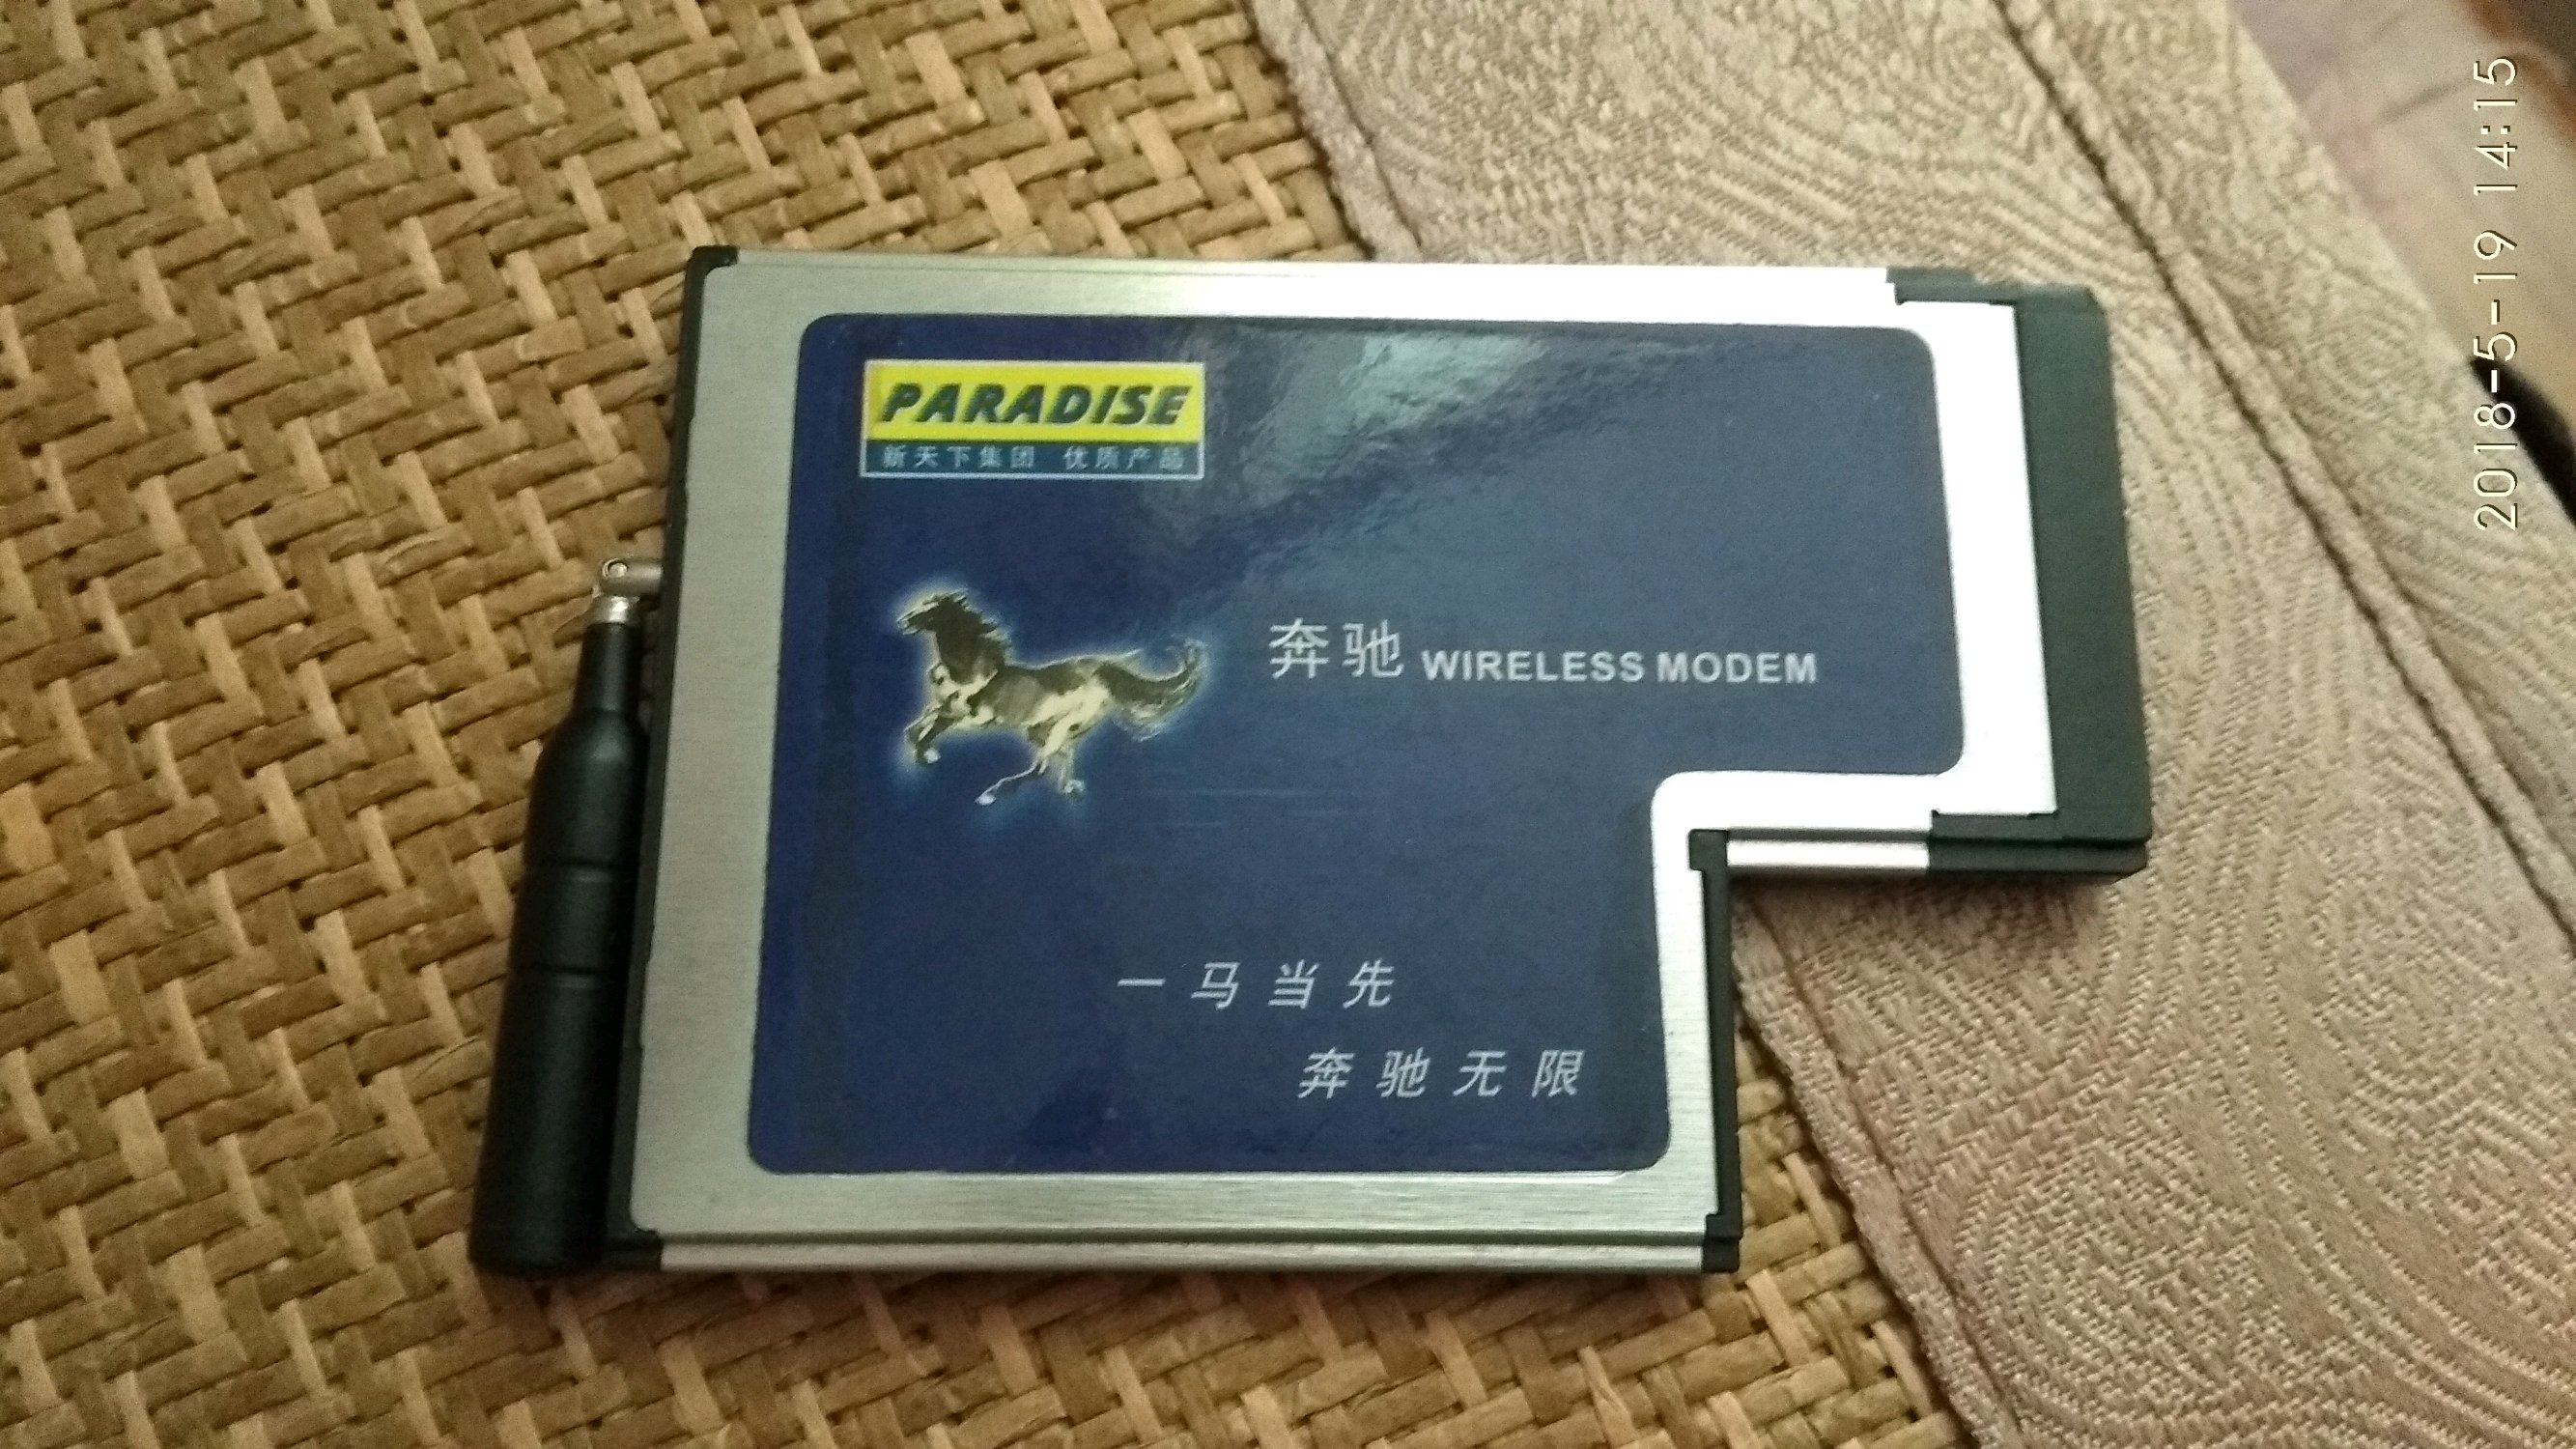 PARADISE
新天下集团 优质产品
奔驰 WIRELESS MODEM
一马当先
奔驰无限
2018-5-19 14:15